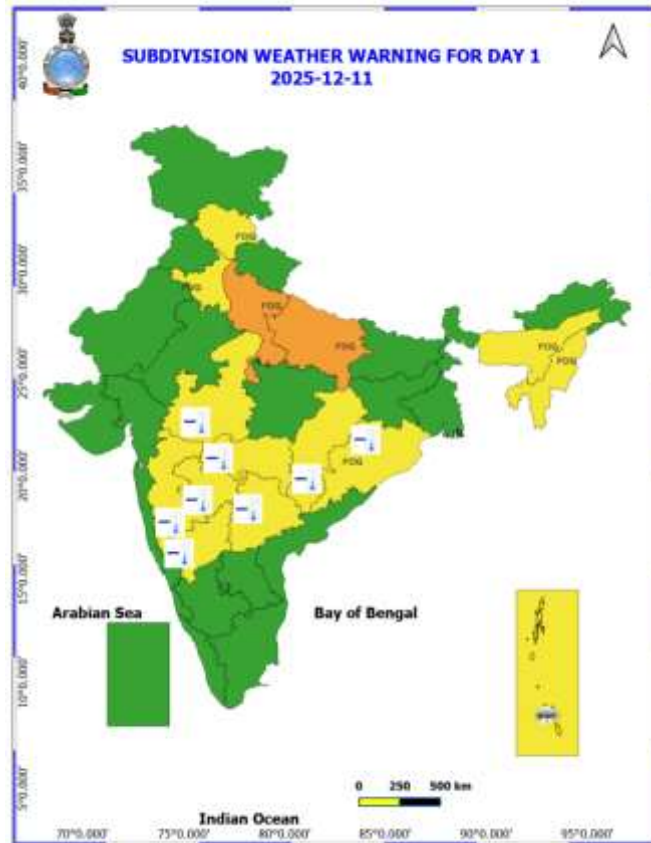 SUBDIVISION WEATHER WARNING FOR DAY 1
2025-12-11
40°0.000'
35°0.000'
30°0.000'
25°0.000'
20°0.000'
15°0.000'
10°0.000'
5°0.000'
FOG
FOG
FOG
FOG
FOG
FOG
FOG
Arabian Sea
Bay of Bengal
0 250 500 km
Indian Ocean
70°0.000' 75°0.000' 80°0.000' 85°0.000' 90°0.000' 95°0.000'